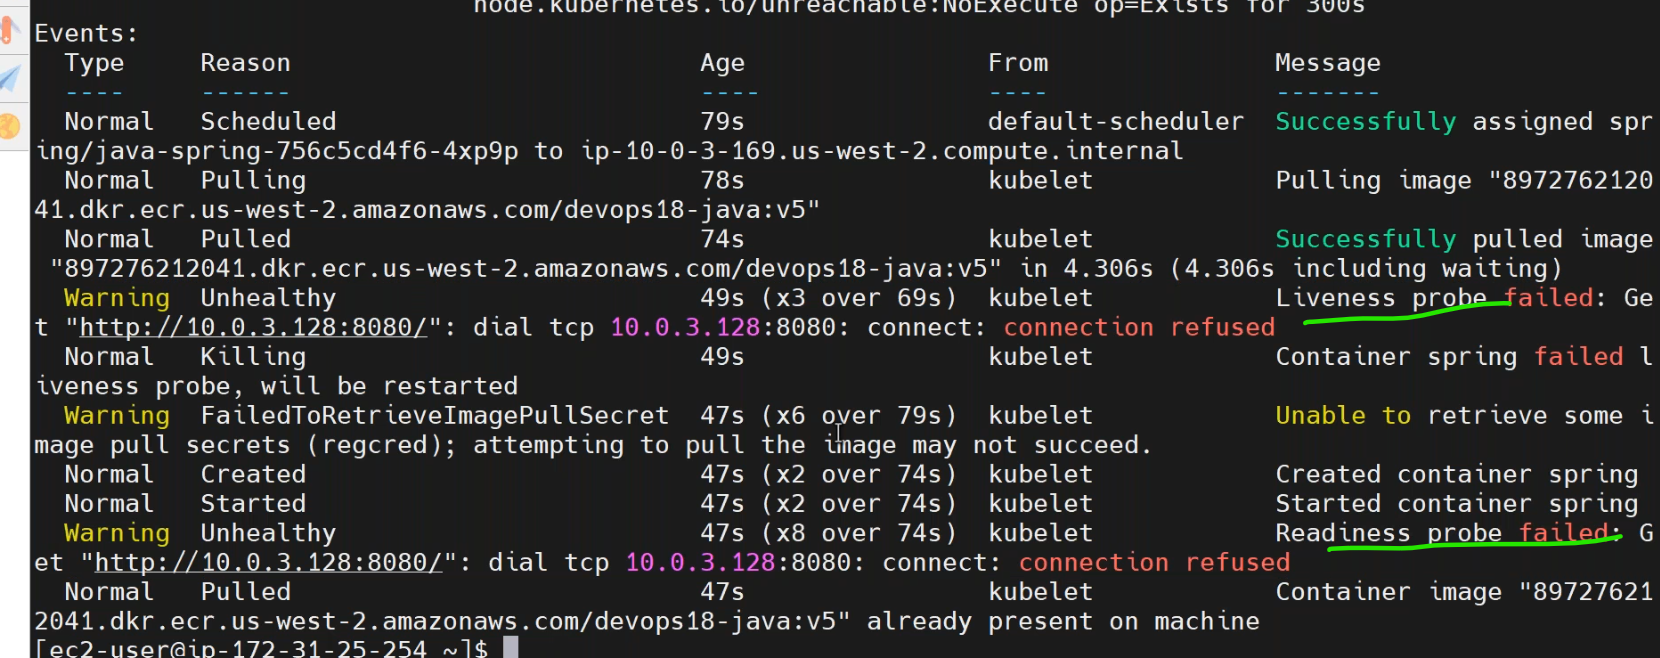 node.kubernetes.io/unreachable:NoExecute op=Exists for 300s
Events:
  Type     Reason                           Age                From               Message
  ----     ------                           ----               ----               -------
  Normal   Scheduled                        79s                default-scheduler  Successfully assigned spr
ing/java-spring-756c5cd4f6-4xp9p to ip-10-0-3-169.us-west-2.compute.internal
  Normal   Pulling                          78s                kubelet            Pulling image "8972762120
41.dkr.ecr.us-west-2.amazonaws.com/devops18-java:v5"
  Normal   Pulled                           74s                kubelet            Successfully pulled image
 "897276212041.dkr.ecr.us-west-2.amazonaws.com/devops18-java:v5" in 4.306s (4.306s including waiting)
  Warning  Unhealthy                        49s (x3 over 69s)  kubelet            Liveness probe failed: Ge
t "http://10.0.3.128:8080/": dial tcp 10.0.3.128:8080: connect: connection refused
  Normal   Killing                          49s                kubelet            Container spring failed l
iveness probe, will be restarted
  Warning  FailedToRetrieveImagePullSecret  47s (x6 over 79s)  kubelet            Unable to retrieve some i
mage pull secrets (regcred); attempting to pull the image may not succeed.
  Normal   Created                          47s (x2 over 74s)  kubelet            Created container spring
  Normal   Started                          47s (x2 over 74s)  kubelet            Started container spring
  Warning  Unhealthy                        47s (x8 over 74s)  kubelet            Readiness probe failed: G
et "http://10.0.3.128:8080/": dial tcp 10.0.3.128:8080: connect: connection refused
  Normal   Pulled                           47s                kubelet            Container image "89727621
2041.dkr.ecr.us-west-2.amazonaws.com/devops18-java:v5" already present on machine
[ec2-user@ip-172-31-25-254 ~]$